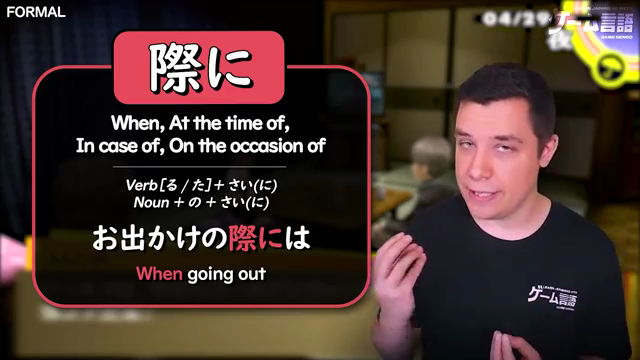 FORMAL
04/29
ゲーム言語
際に
When, At the time of,
In case of, On the occasion of
Verb［る / た］+ さい(に)
Noun + の + さい(に)
お出かけの際には
When going out
ゲーム言語